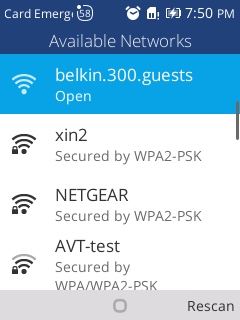 Card Emerge 58 7:50 PM
Available Networks
belkin.300.guests
Open
xin2
Secured by WPA2-PSK
NETGEAR
Secured by WPA2-PSK
AVT-test
Secured by
WPA/WPA2-PSK
Rescan